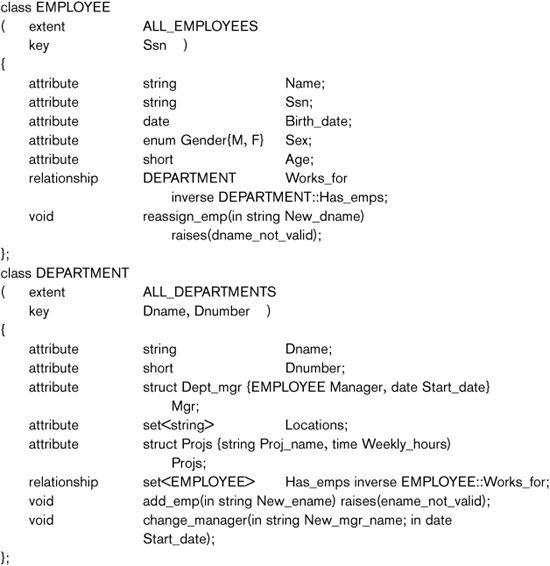 class EMPLOYEE
( extent ALL_EMPLOYEES
key Ssn )
{
attribute string Name;
attribute string Ssn;
attribute date Birth_date;
attribute enum Gender{M, F} Sex;
attribute short Age;
relationship DEPARTMENT Works_for
inverse DEPARTMENT::Has_emps;
void reassign_emp(in string New_dname)
raises(dname_not_valid);
};
class DEPARTMENT
( extent ALL_DEPARTMENTS
key Dname, Dnumber )
{
attribute string Dname;
attribute short Dnumber;
attribute struct Dept_mgr {EMPLOYEE Manager, date Start_date}
Mgr;
attribute set<string> Locations;
attribute struct Projs {string Proj_name, time Weekly_hours)
Projs;
relationship set<EMPLOYEE> Has_emps inverse EMPLOYEE::Works_for;
void add_emp(in string New_ename) raises(ename_not_valid);
void change_manager(in string New_mgr_name; in date
Start_date);
};